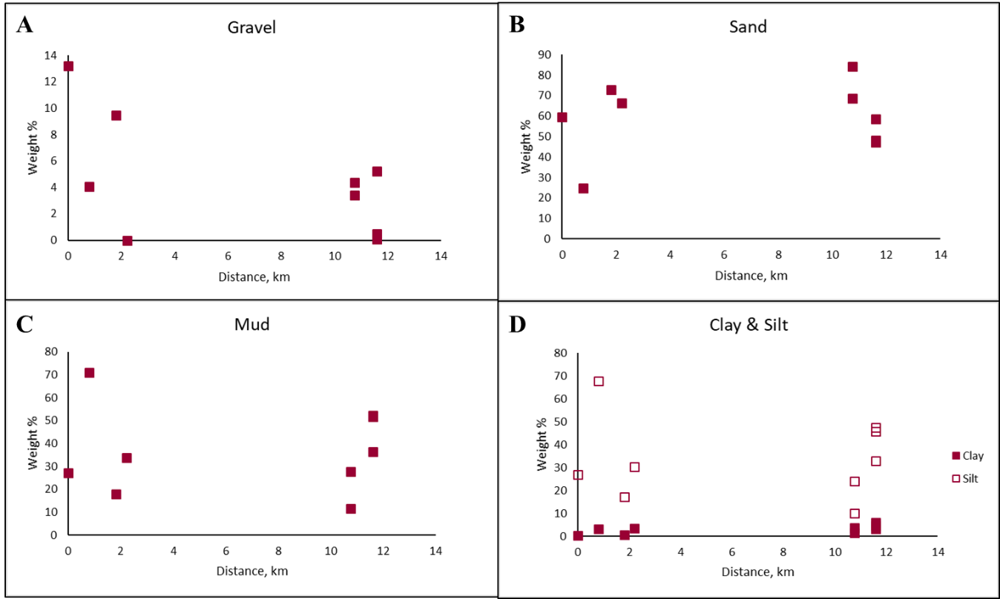 A
Gravel
Weight %
14
12
10
8
6
4
2
0
0 2 4 6 8 10 12 14
Distance, km
B
Sand
Weight %
90
80
70
60
50
40
30
20
10
0
0 2 4 6 8 10 12 14
Distance, km
C
Mud
Weight %
80
70
60
50
40
30
20
10
0
0 2 4 6 8 10 12 14
Distance, km
D
Clay & Silt
Weight %
80
70
60
50
40
30
20
10
0
0 2 4 6 8 10 12 14
Distance, km
Clay
Silt